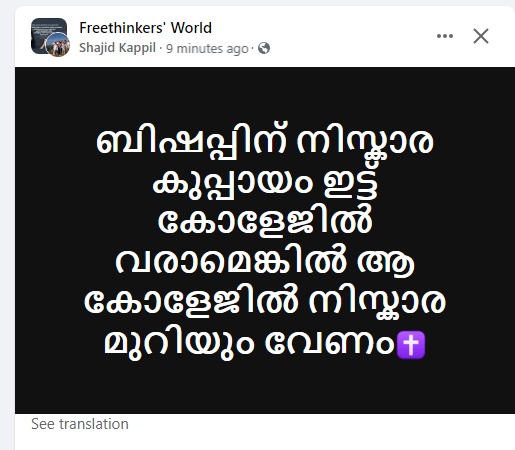 Freethinkers' World
Shajid Kappil · 9 minutes ago ·
ബിഷപ്പിന് നിസ്കാര
കുപ്പായം ഇട്ട്
കോളേജിൽ
വരാമെങ്കിൽ ആ
കോളേജിൽ നിസ്കാര
മുറിയും വേണം✝️
See translation